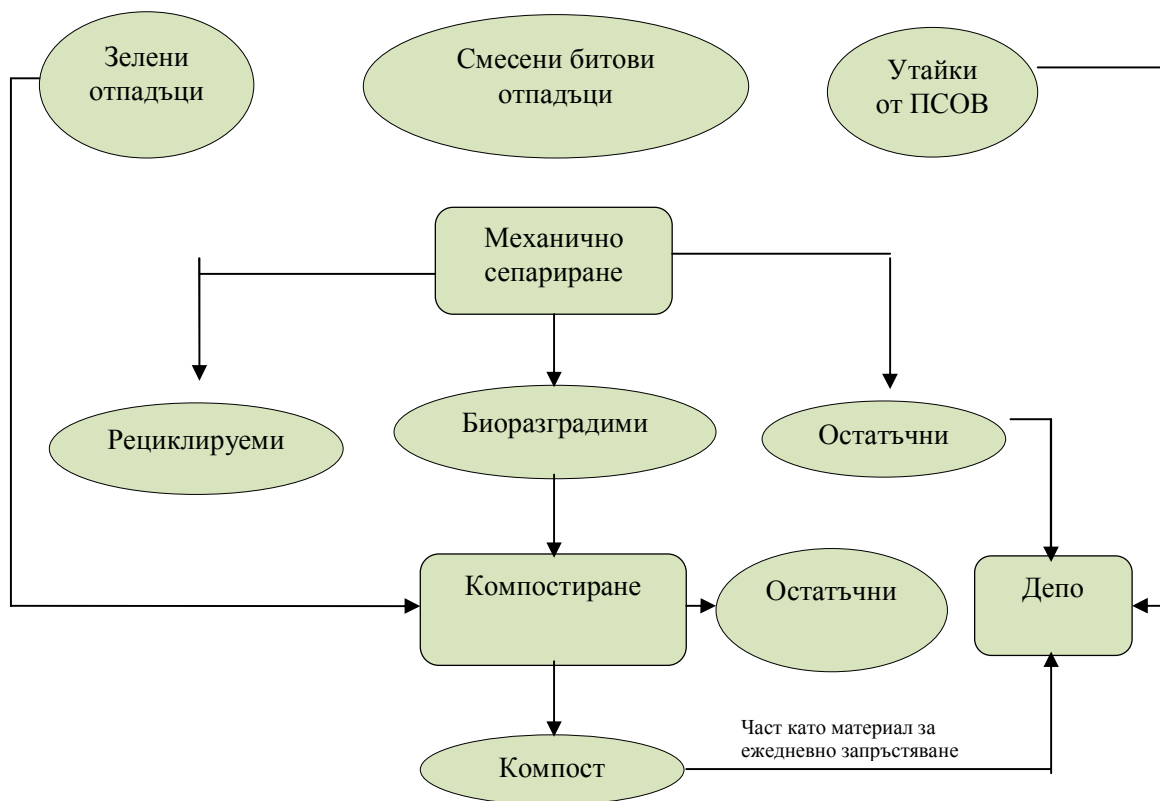 Зелени
отпадъци
Смесени битови
отпадъци
Утайки
от ПСОВ
Механично
сепариране
Рециклируеми
Биоразградими
Остатъчни
Компостиране
Остатъчни
Депо
Част като материал за
ежедневно запръстяване
Компост